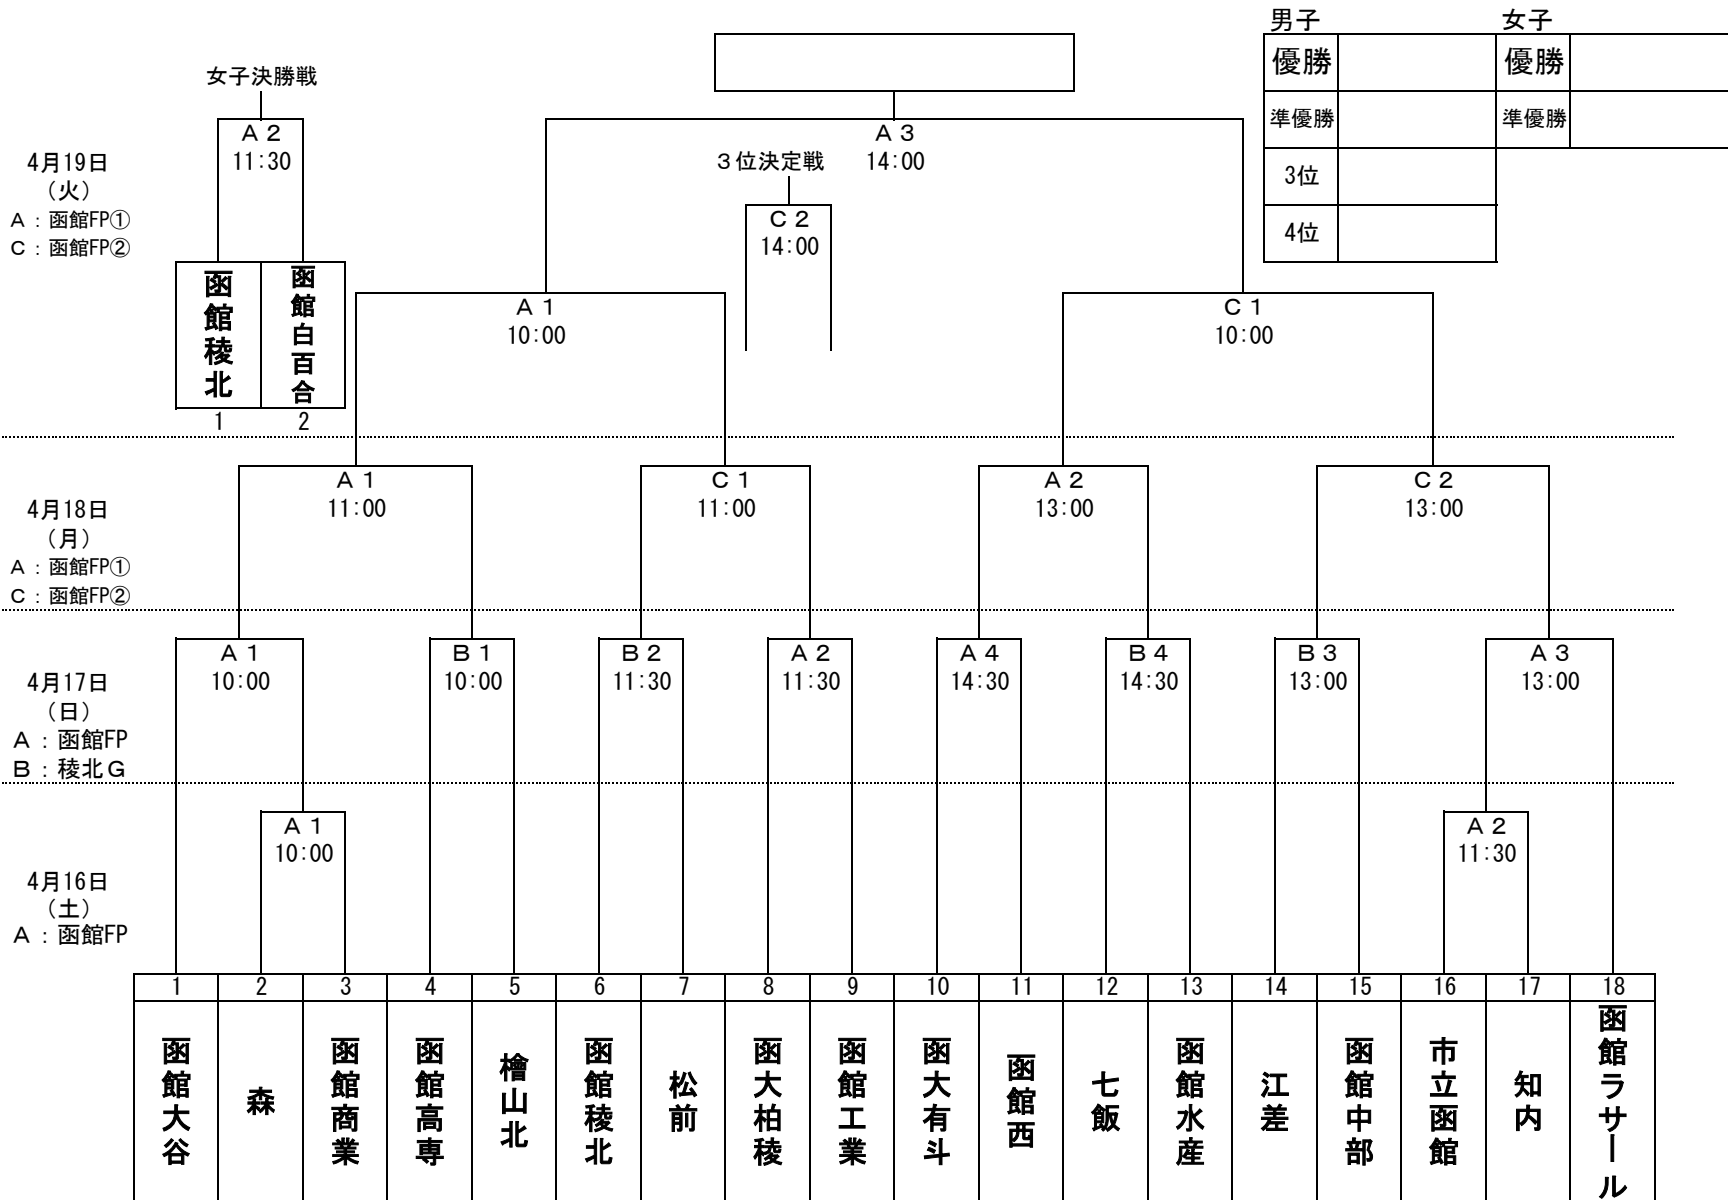 男子 女子
優勝 優勝
準優勝 準優勝
3位
4位
女子決勝戦
A2
11:30
A3
14:00
3位決定戦
C2
14:00
4月19日
(火)
A:函館FP①
C:函館FP②
函館稜北 函館白百合
1 2
A1
10:00
C1
10:00
4月18日
(月)
A:函館FP①
C:函館FP②
A1 C1 A2 C2
11:00 11:00 13:00 13:00
4月17日
(日)
A:函館FP
B:稜北G
A1 B1 B2 A2 A4 B4 B3 A3
10:00 10:00 11:30 11:30 14:30 14:30 13:00 13:00
4月16日
(土)
A:函館FP
A1 A2
10:00 11:30
1 2 3 4 5 6 7 8 9 10 11 12 13 14 15 16 17 18
函館大谷
森
函館商業
函館高専
檜山北
函館稜北
松前
函大柏稜
函館工業
函大有斗
函館西
七飯
函館水産
江差
函館中部
市立函館
知内
函館ラサール